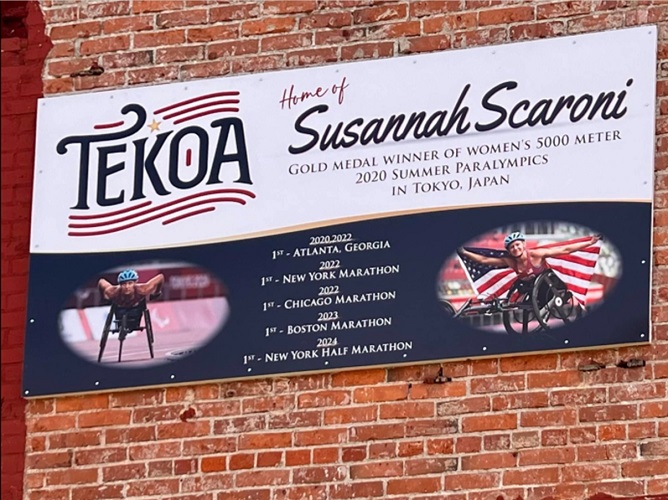 TEKOA
Home of
Susannah Scaroni
GOLD MEDAL WINNER OF WOMEN'S 5000 METER
2020 SUMMER PARALYMPICS
IN TOKYO, JAPAN
2020,2022
1ST - ATLANTA, GEORGIA
2022
1ST - NEW YORK MARATHON
2022
1ST - CHICAGO MARATHON
2023
1ST - BOSTON MARATHON
2024
1ST - NEW YORK HALF MARATHON